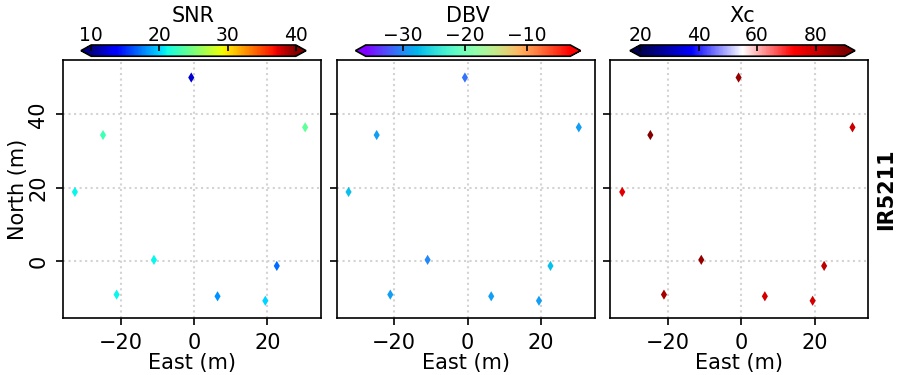 SNR DBV Xc
10 20 30 40 −30 −20 −10 20 40 60 80
North (m)
40
20
0
IR5211
−20 0 20 −20 0 20 −20 0 20
East (m) East (m) East (m)